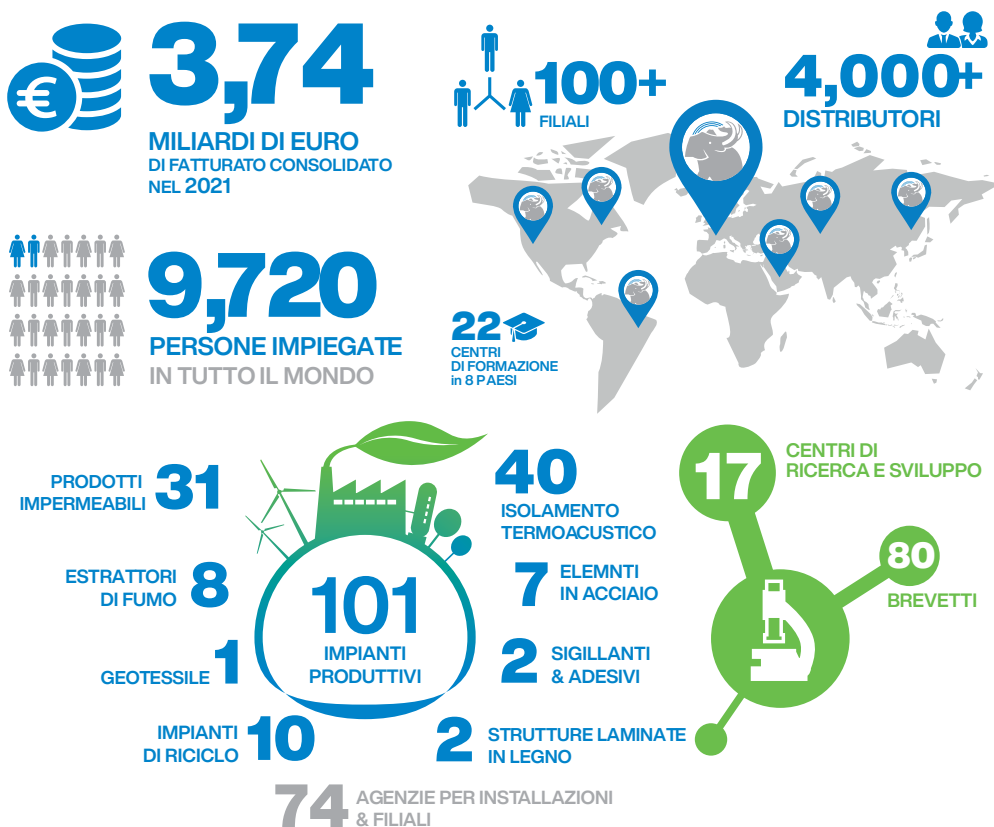 3,74
MILIARDI DI EURO
DI FATTURATO CONSOLIDATO
NEL 2021
100+
FILIALI
4,000+
DISTRIBUTORI
9,720
PERSONE IMPIEGATE
IN TUTTO IL MONDO
22
CENTRI
DI FORMAZIONE
in 8 PAESI
PRODOTTI
IMPERMEABILI
31
ESTRATTORI
DI FUMO
8
GEOTESSILE
1
IMPIANTI
DI RICICLO
10
101
IMPIANTI
PRODUTTIVI
40
ISOLAMENTO
TERMOACUSTICO
7
ELEMNTI
IN ACCIAIO
2
SIGILLANTI
& ADESIVI
2
STRUTTURE LAMINATE
IN LEGNO
74
AGENZIE PER INSTALLAZIONI
& FILIALI
17
CENTRI DI
RICERCA E SVILUPPO
80
BREVETTI